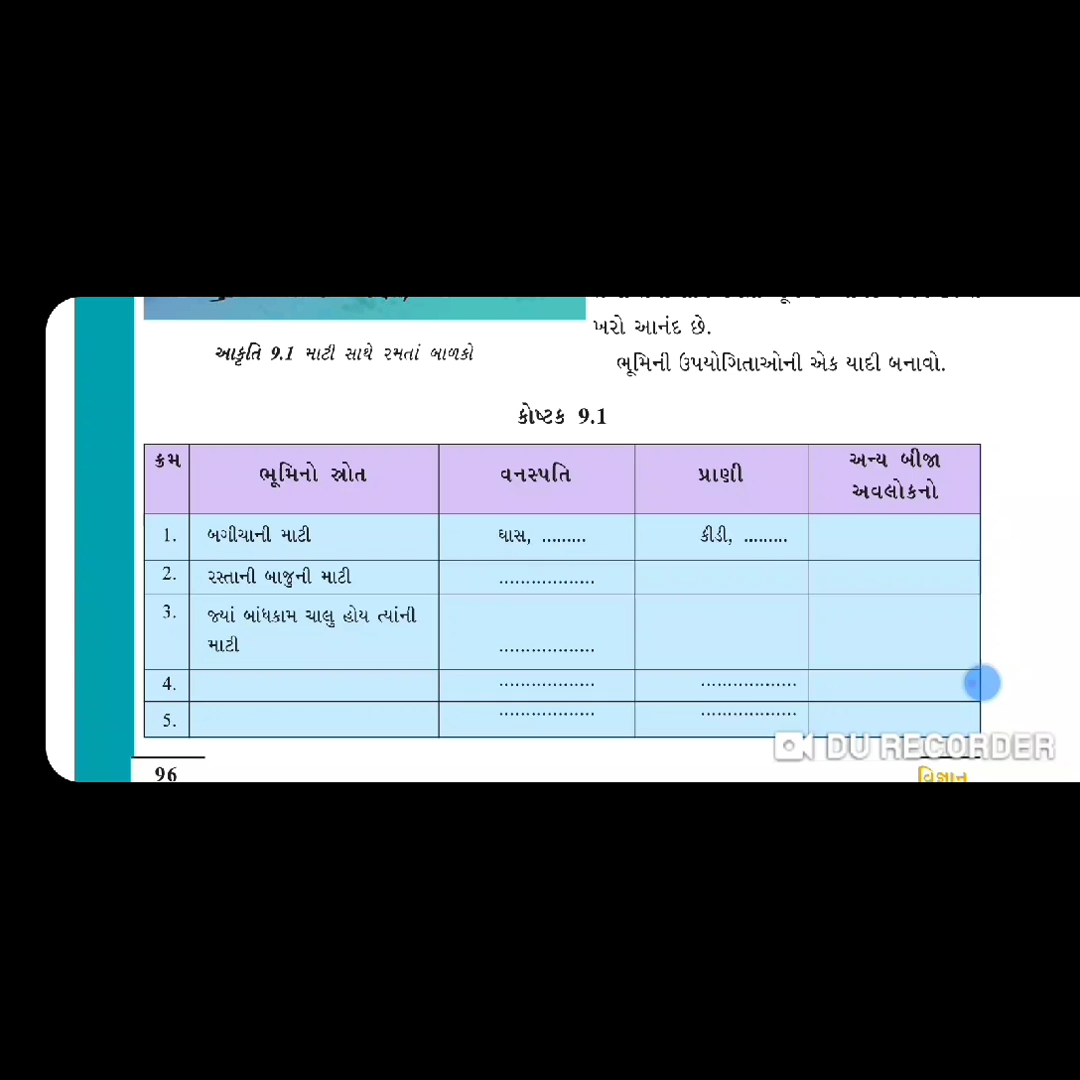 ખરો આનંદ છે.
આકૃતિ 9.1 માટી સાથે રમતાં બાળકો
ભૂમિની ઉપયોગિતાઓની એક યાદી બનાવો.
કોષ્ટક 9.1
ક્રમ ભૂમિનો સ્રોત વનસ્પતિ પ્રાણી અન્ય બીજા
અવલોકનો
1. બગીચાની માટી ઘાસ, ......... કીડી, .........
2. રસ્તાની બાજુની માટી ..................
3. જ્યાં બાંધકામ ચાલુ હોય ત્યાંની
માટી ..................
4. .................. ..................
5. .................. ..................
DU RECORDER
96 વિજ્ઞાન